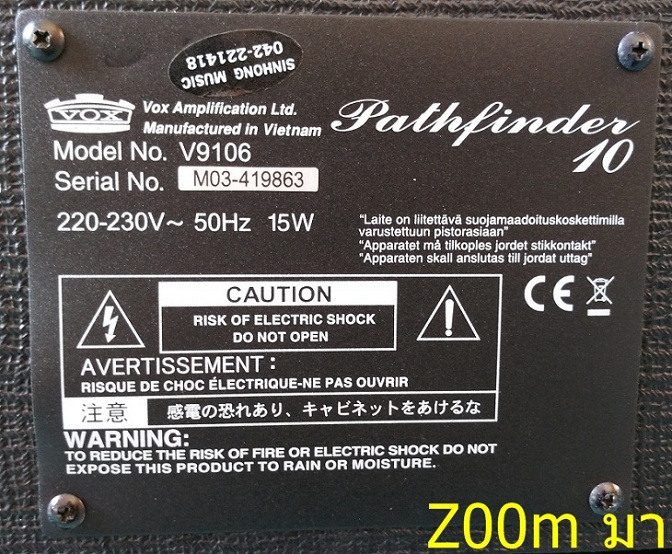 SINHONG MUSIC
042-221418
VOX
Vox Amplification Ltd.
Manufactured in Vietnam
Pathfinder
10
Model No. V9106
Serial No. M03-419863
220-230V~ 50Hz 15W
"Laite on liitettävä suojamaadoituskoskettimilla
varustettuun pistorasiaan"
"Apparatet må tilkoples jordet stikkontakt"
"Apparaten skall anslutas till jordat uttag"
CAUTION
RISK OF ELECTRIC SHOCK
DO NOT OPEN
CE
AVERTISSEMENT :
RISQUE DE CHOC ÉLECTRIQUE-NE PAS OUVRIR
注意 感電の恐れあり、キャビネットをあけるな
WARNING:
TO REDUCE THE RISK OF FIRE OR ELECTRIC SHOCK DO NOT
EXPOSE THIS PRODUCT TO RAIN OR MOISTURE.
Z00m มา